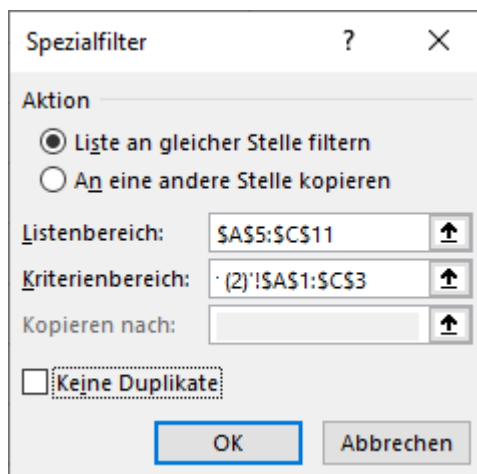 Spezialfilter ?
Aktion
Liste an gleicher Stelle filtern
An eine andere Stelle kopieren
Listenbereich: $A$5:$C$11
Kriterienbereich: (2)'!$A$1:$C$3
Kopieren nach:
Keine Duplikate
OK Abbrechen